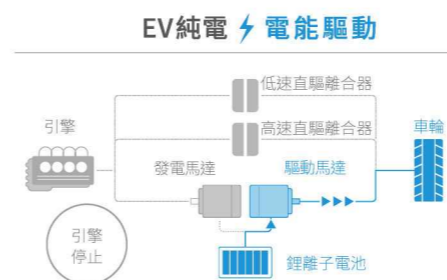 EV純電 電能驅動
低速直驅離合器
引擎
高速直驅離合器
車輪
發電馬達
驅動馬達
引擎
停止
鋰離子電池